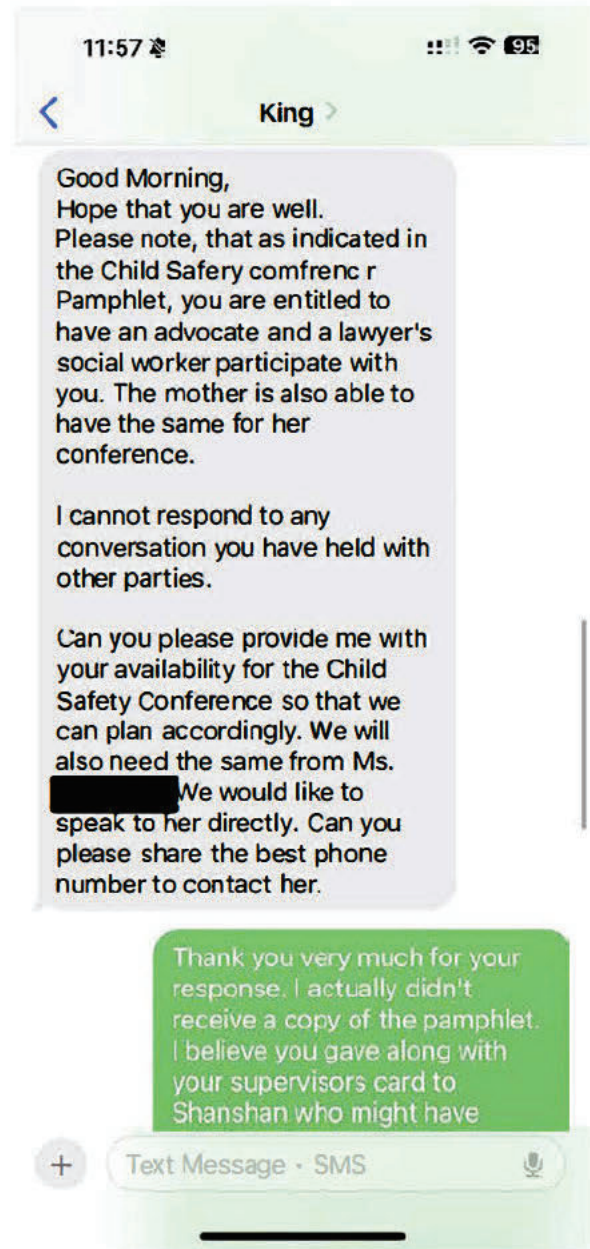 11:57
95
King
Good Morning,
Hope that you are well.
Please note, that as indicated in
the Child Safery comfrenc r
Pamphlet, you are entitled to
have an advocate and a lawyer's
social worker participate with
you. The mother is also able to
have the same for her
conference.
I cannot respond to any
conversation you have held with
other parties.
Can you please provide me with
your availability for the Child
Safety Conference so that we
can plan accordingly. We will
also need the same from Ms.
We would like to
speak to her directly. Can you
please share the best phone
number to contact her.
Thank you very much for your
response. I actually didn't
receive a copy of the pamphlet.
I believe you gave along with
your supervisors card to
Shanshan who might have
Text Message · SMS